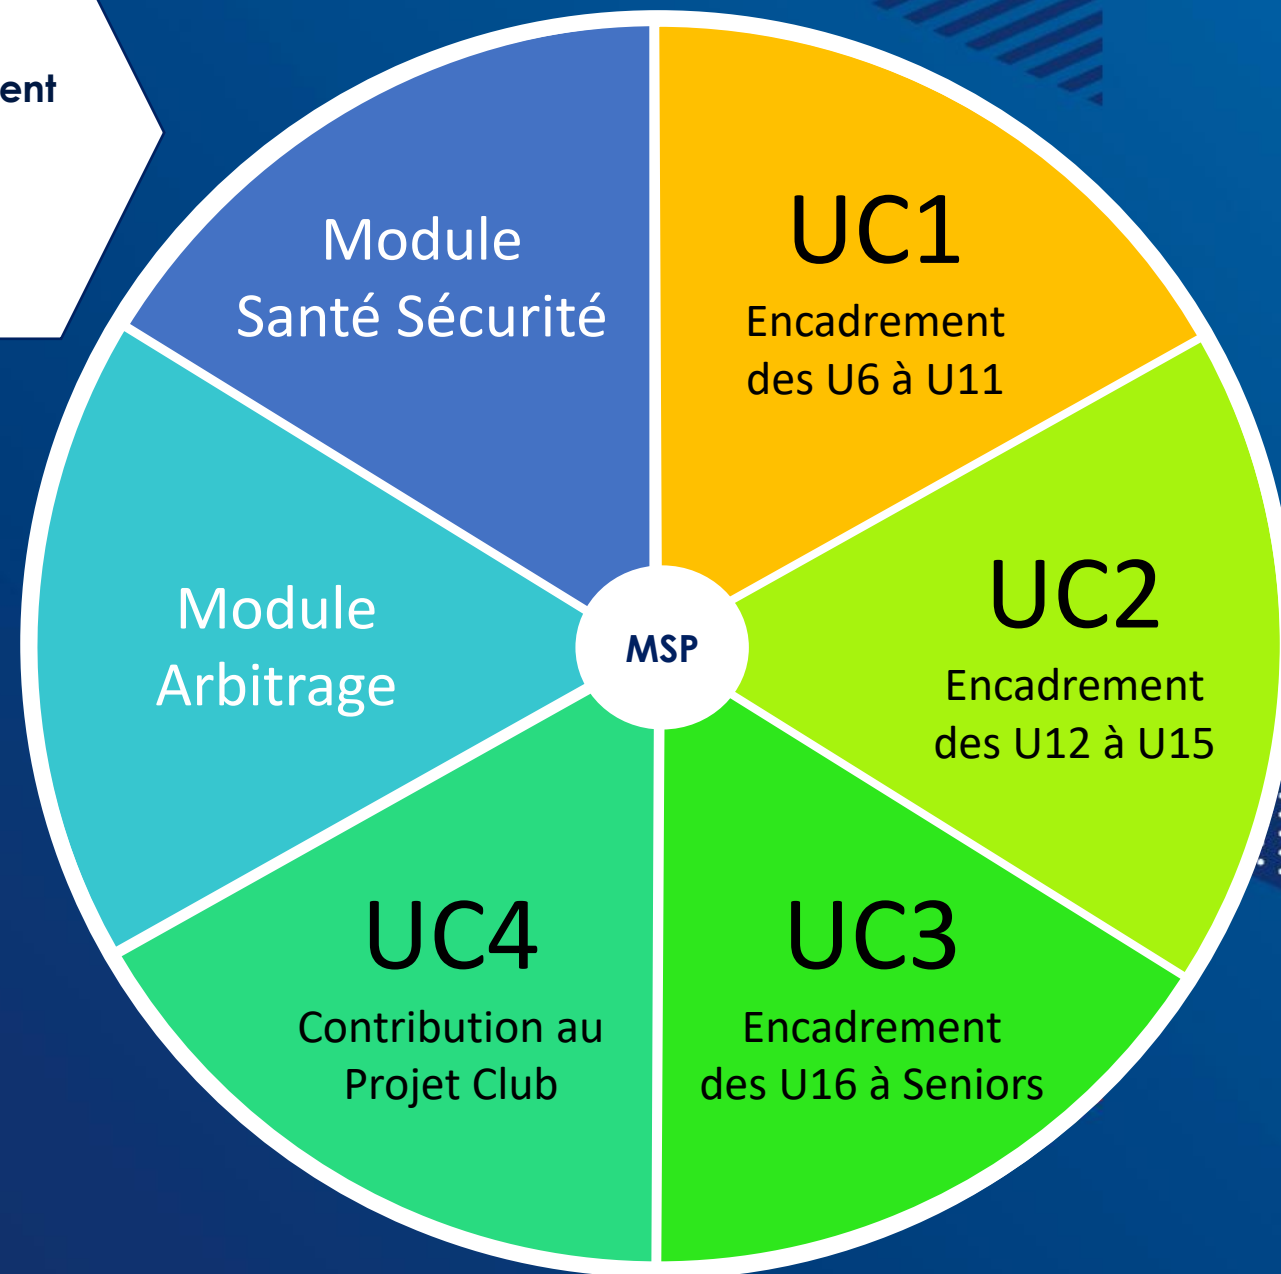 Module
Santé Sécurité
UC1
Encadrement
des U6 à U11
UC2
Encadrement
des U12 à U15
UC3
Encadrement
des U16 à Seniors
UC4
Contribution au
Projet Club
Module
Arbitrage
MSP